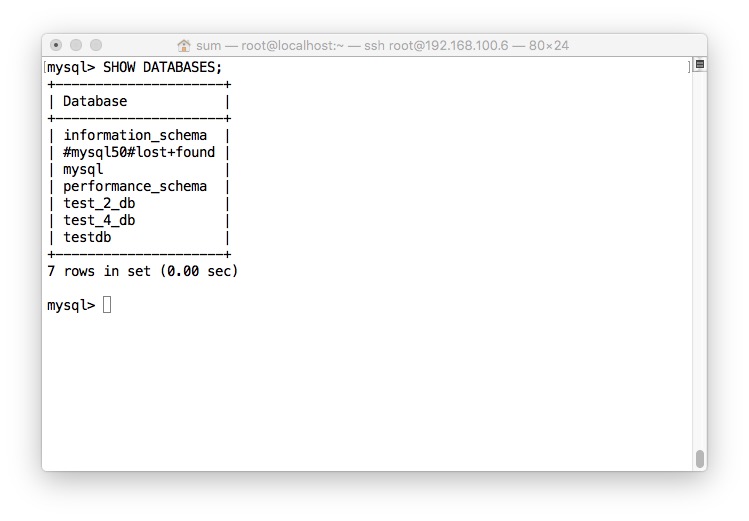 sum — root@localhost:~ — ssh root@192.168.100.6 — 80×24
mysql> SHOW DATABASES;
+---------------------+
| Database            |
+---------------------+
| information_schema  |
| #mysql50#lost+found |
| mysql               |
| performance_schema  |
| test_2_db           |
| test_4_db           |
| testdb              |
+---------------------+
7 rows in set (0.00 sec)
mysql>